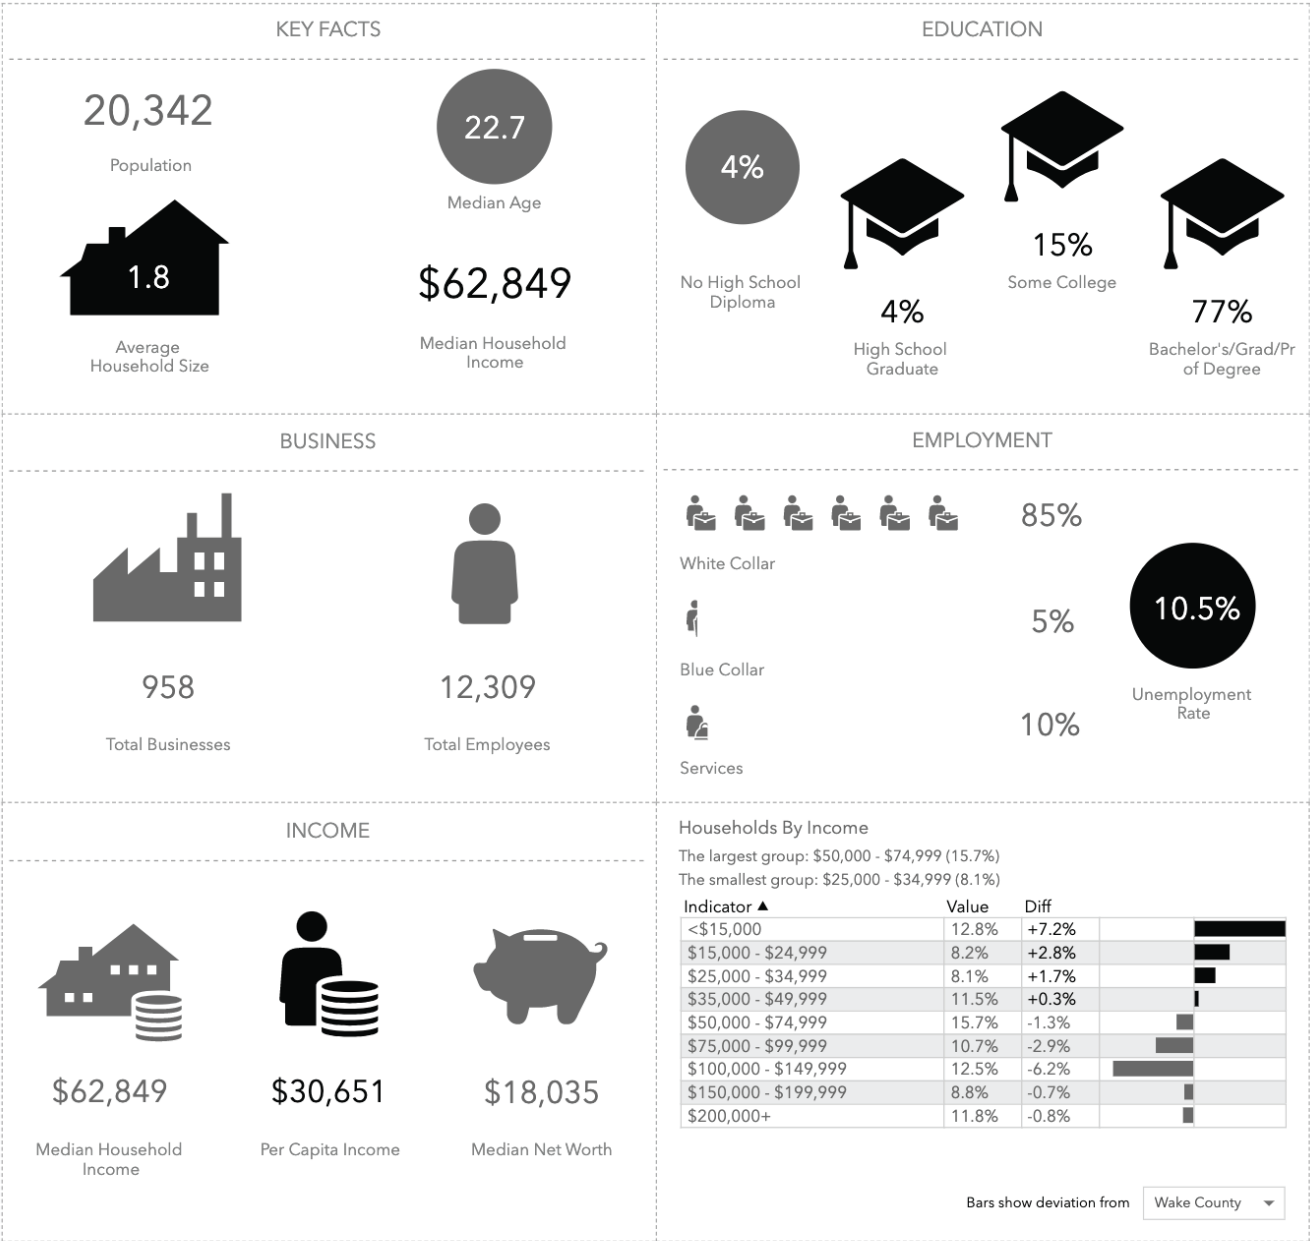 KEY FACTS
20,342
Population
22.7
Median Age
1.8
Average
Household Size
$62,849
Median Household
Income
EDUCATION
4%
No High School
Diploma
4%
High School
Graduate
15%
Some College
77%
Bachelor's/Grad/Pr
of Degree
BUSINESS
958
Total Businesses
12,309
Total Employees
EMPLOYMENT
85%
White Collar
5%
Blue Collar
10%
Services
10.5%
Unemployment
Rate
INCOME
$62,849
Median Household
Income
$30,651
Per Capita Income
$18,035
Median Net Worth
Households By Income
The largest group: $50,000 - $74,999 (15.7%)
The smallest group: $25,000 - $34,999 (8.1%)
Indicator ▲ Value Diff
<$15,000 12.8% +7.2%
$15,000 - $24,999 8.2% +2.8%
$25,000 - $34,999 8.1% +1.7%
$35,000 - $49,999 11.5% +0.3%
$50,000 - $74,999 15.7% -1.3%
$75,000 - $99,999 10.7% -2.9%
$100,000 - $149,999 12.5% -6.2%
$150,000 - $199,999 8.8% -0.7%
$200,000+ 11.8% -0.8%
Bars show deviation from Wake County